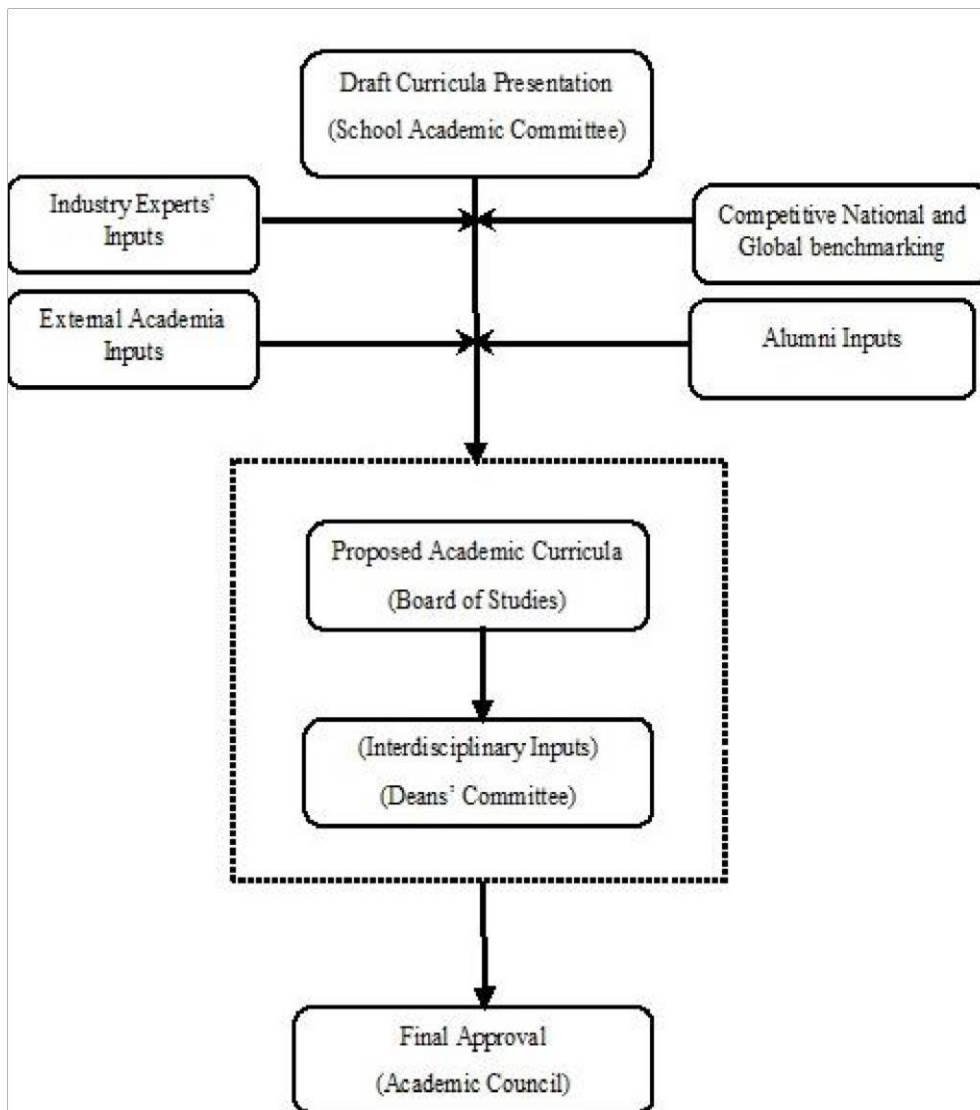 Draft Curricula Presentation
(School Academic Committee)
Industry Experts'
Inputs
Competitive National and
Global benchmarking
External Academia
Inputs
Alumni Inputs
Proposed Academic Curricula
(Board of Studies)
(Interdisciplinary Inputs)
(Deans' Committee)
Final Approval
(Academic Council)